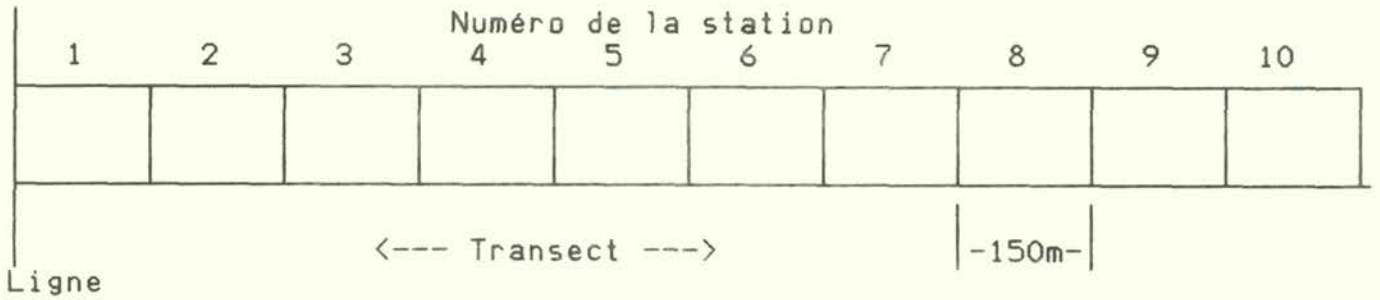 Numéro de la station
1 2 3 4 5 6 7 8 9 10
<--- Transect ---> -150m-
Ligne